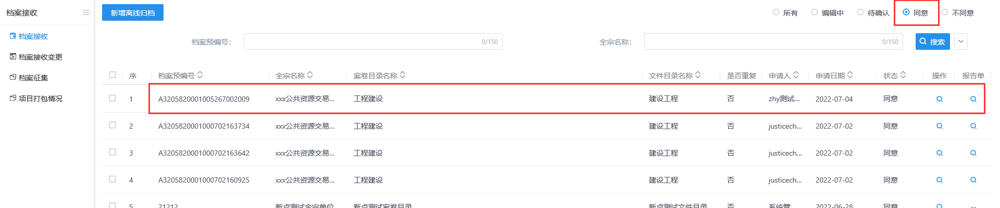 档案接收
档案接收
档案接收变更
档案征集
项目打包情况
新增离线归档
所有 编辑中 待确认 同意 不同意
档案预编号： 0/150 全宗名称： 0/150 搜索
序 档案预编号 全宗名称 案卷目录名称 文件目录名称 是否重复 申请人 申请日期 状态 操作 报告单
1 A3205820001005267002009 xxx公共资源交易... 工程建设 建设工程 否 zhy测试... 2022-07-04 同意
2 A3205820001000702163734 xxx公共资源交易... 工程建设 建设工程 否 justicech... 2022-07-02 同意
3 A3205820001000702163642 xxx公共资源交易... 工程建设 建设工程 否 justicech... 2022-07-02 同意
4 A3205820001000702160925 xxx公共资源交易... 工程建设 建设工程 否 justicech... 2022-07-02 同意
5 21212 新点测试全宗单位 新点测试案卷目录 新点测试文件目录 否 系统管 2022-06-28 同意 --